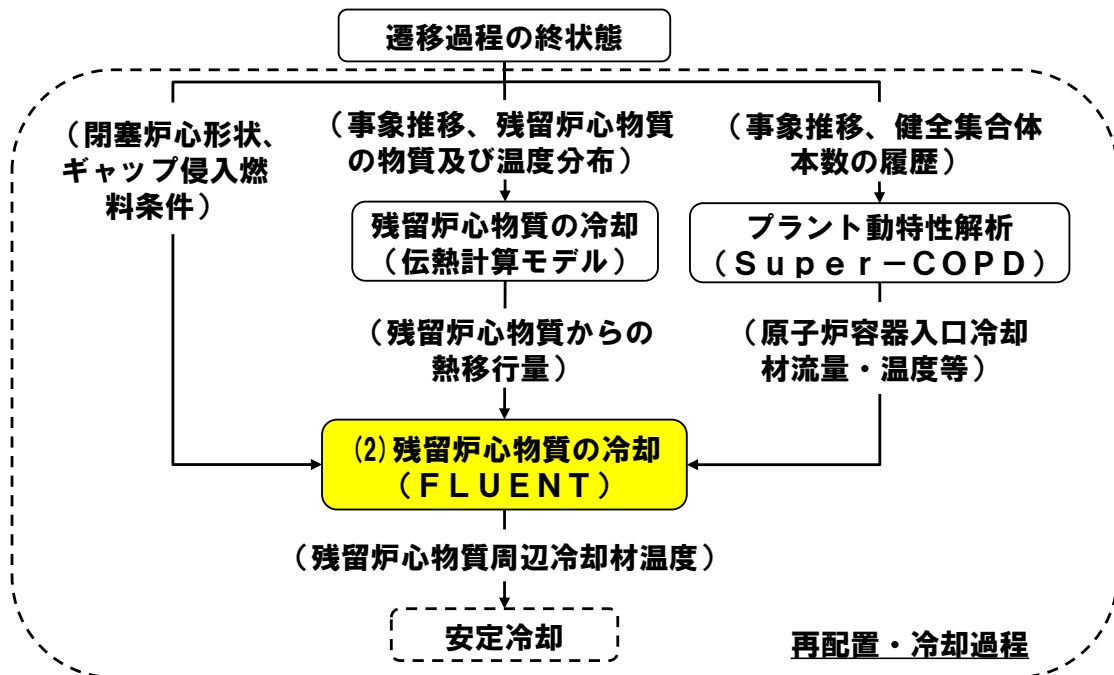 遷移過程の終状態
（閉塞炉心形状、
ギャップ侵入燃
料条件）
（事象推移、残留炉心物質
の物質及び温度分布）
（事象推移、健全集合体
本数の履歴）
残留炉心物質の冷却
（伝熱計算モデル）
プラント動特性解析
（Ｓｕｐｅｒ－ＣＯＰＤ）
（残留炉心物質からの
熱移行量）
（原子炉容器入口冷却
材流量・温度等）
(2)残留炉心物質の冷却
（ＦＬＵＥＮＴ）
（残留炉心物質周辺冷却材温度）
安定冷却
再配置・冷却過程